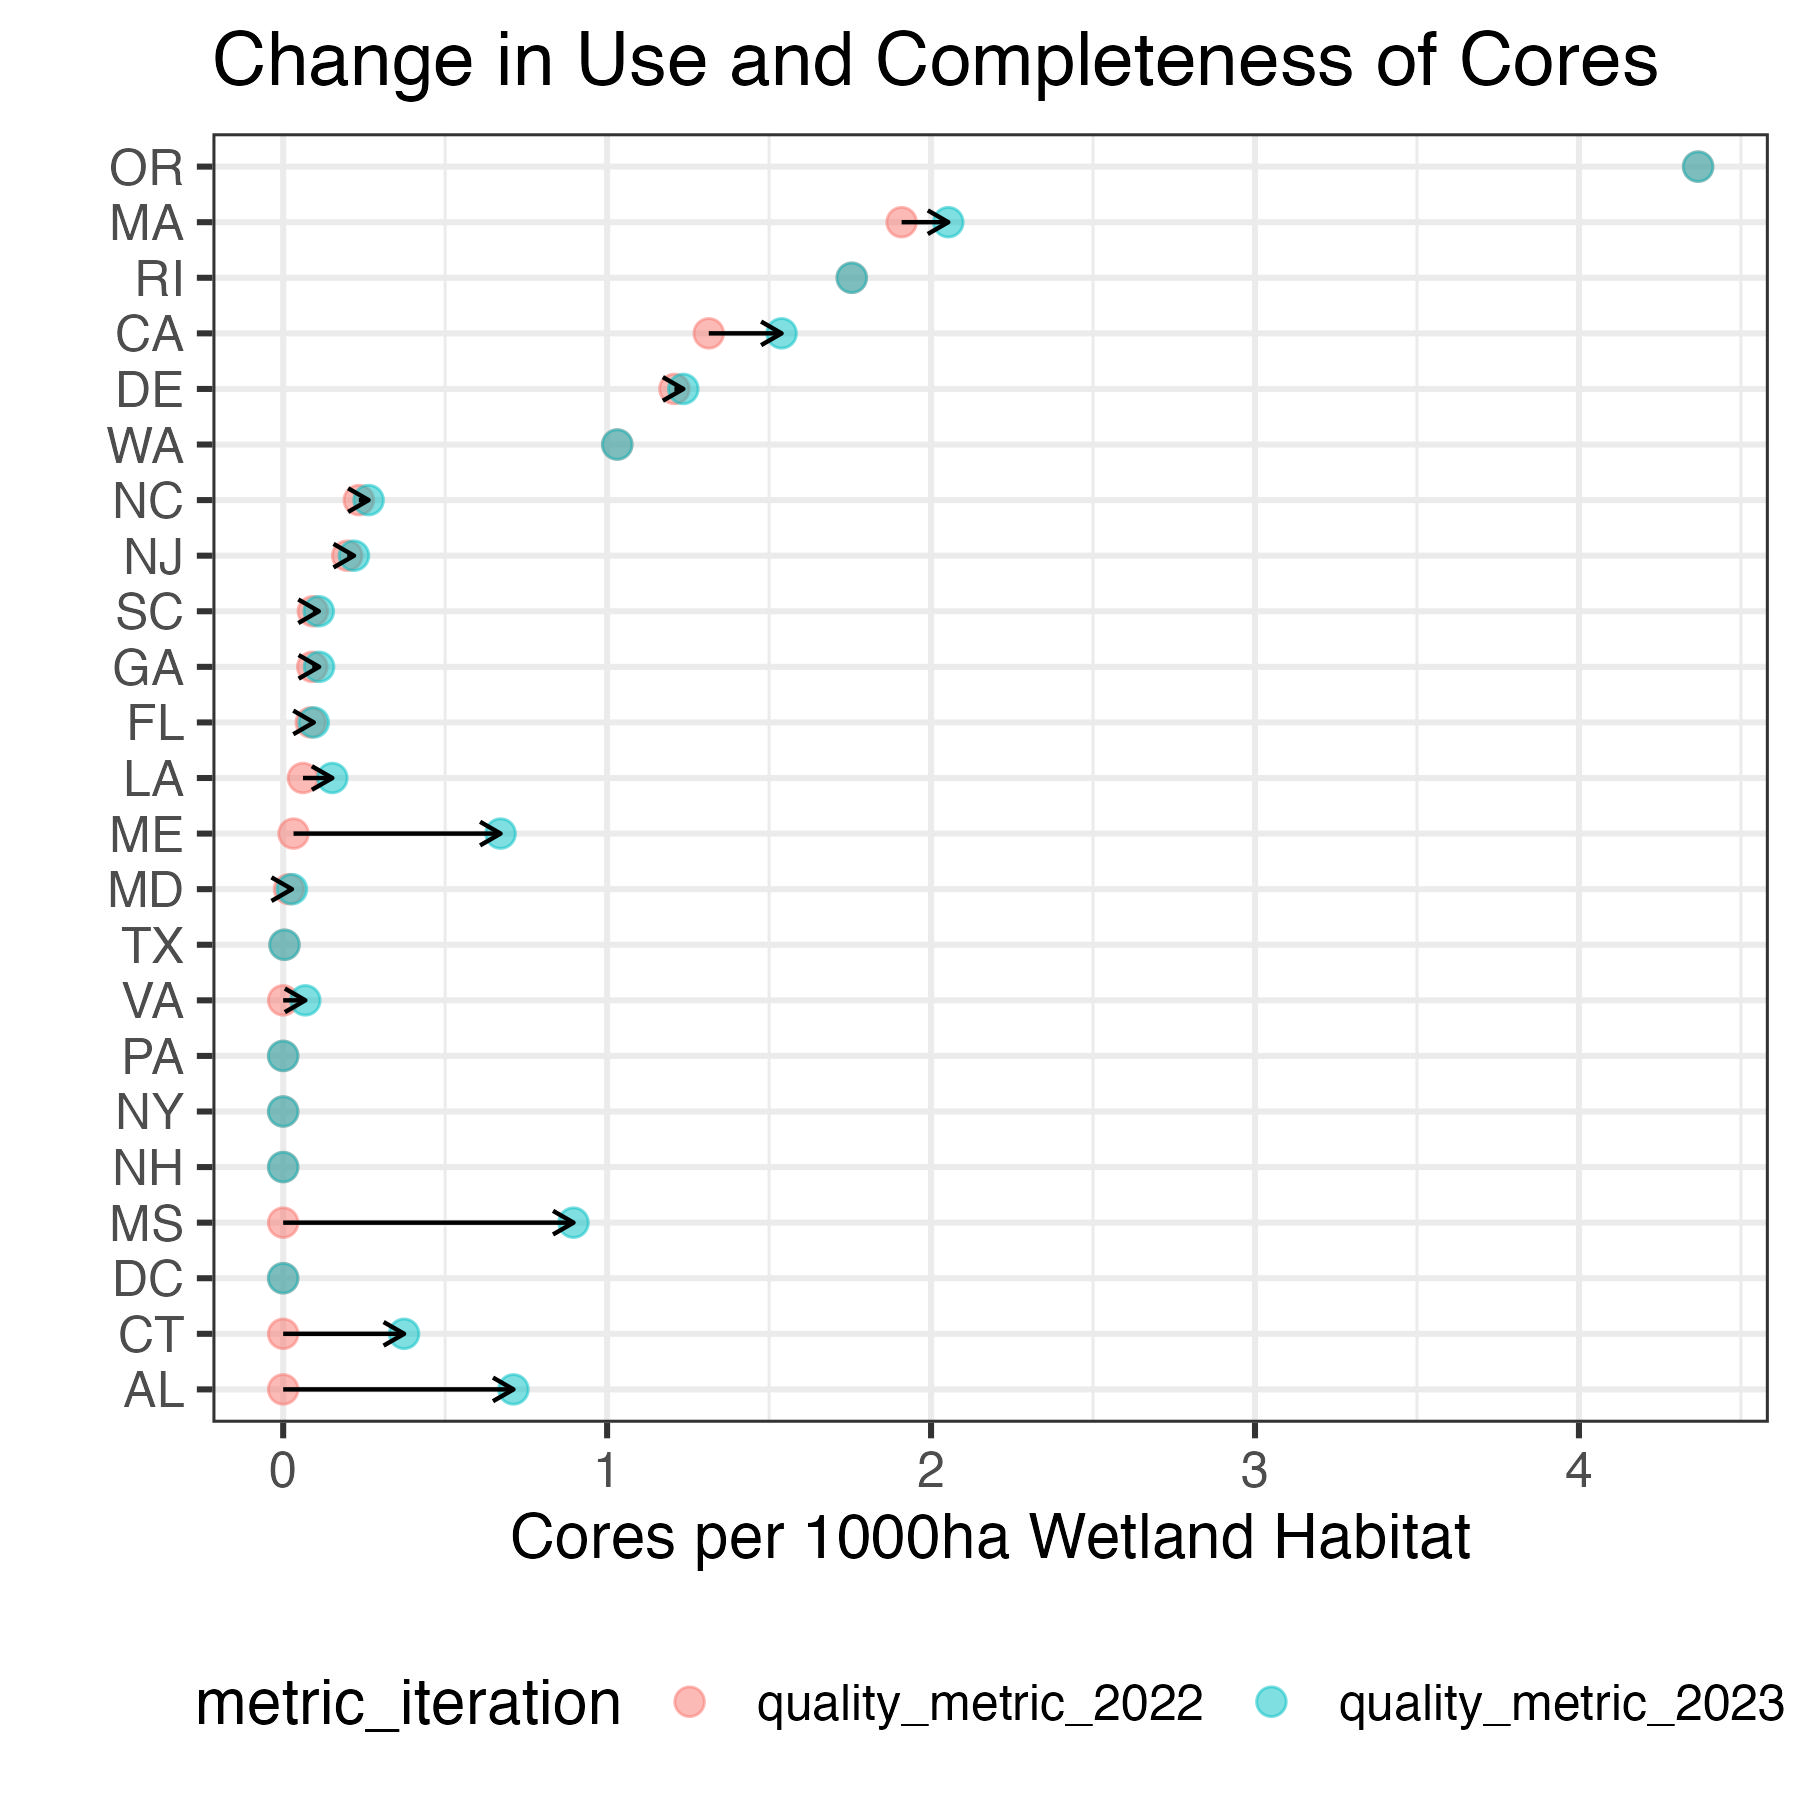 Change in Use and Completeness of Cores
OR
MA
RI
CA
DE
WA
NC
NJ
SC
GA
FL
LA
ME
MD
TX
VA
PA
NY
NH
MS
DC
CT
AL
0 1 2 3 4
Cores per 1000ha Wetland Habitat
metric_iteration quality_metric_2022 quality_metric_2023